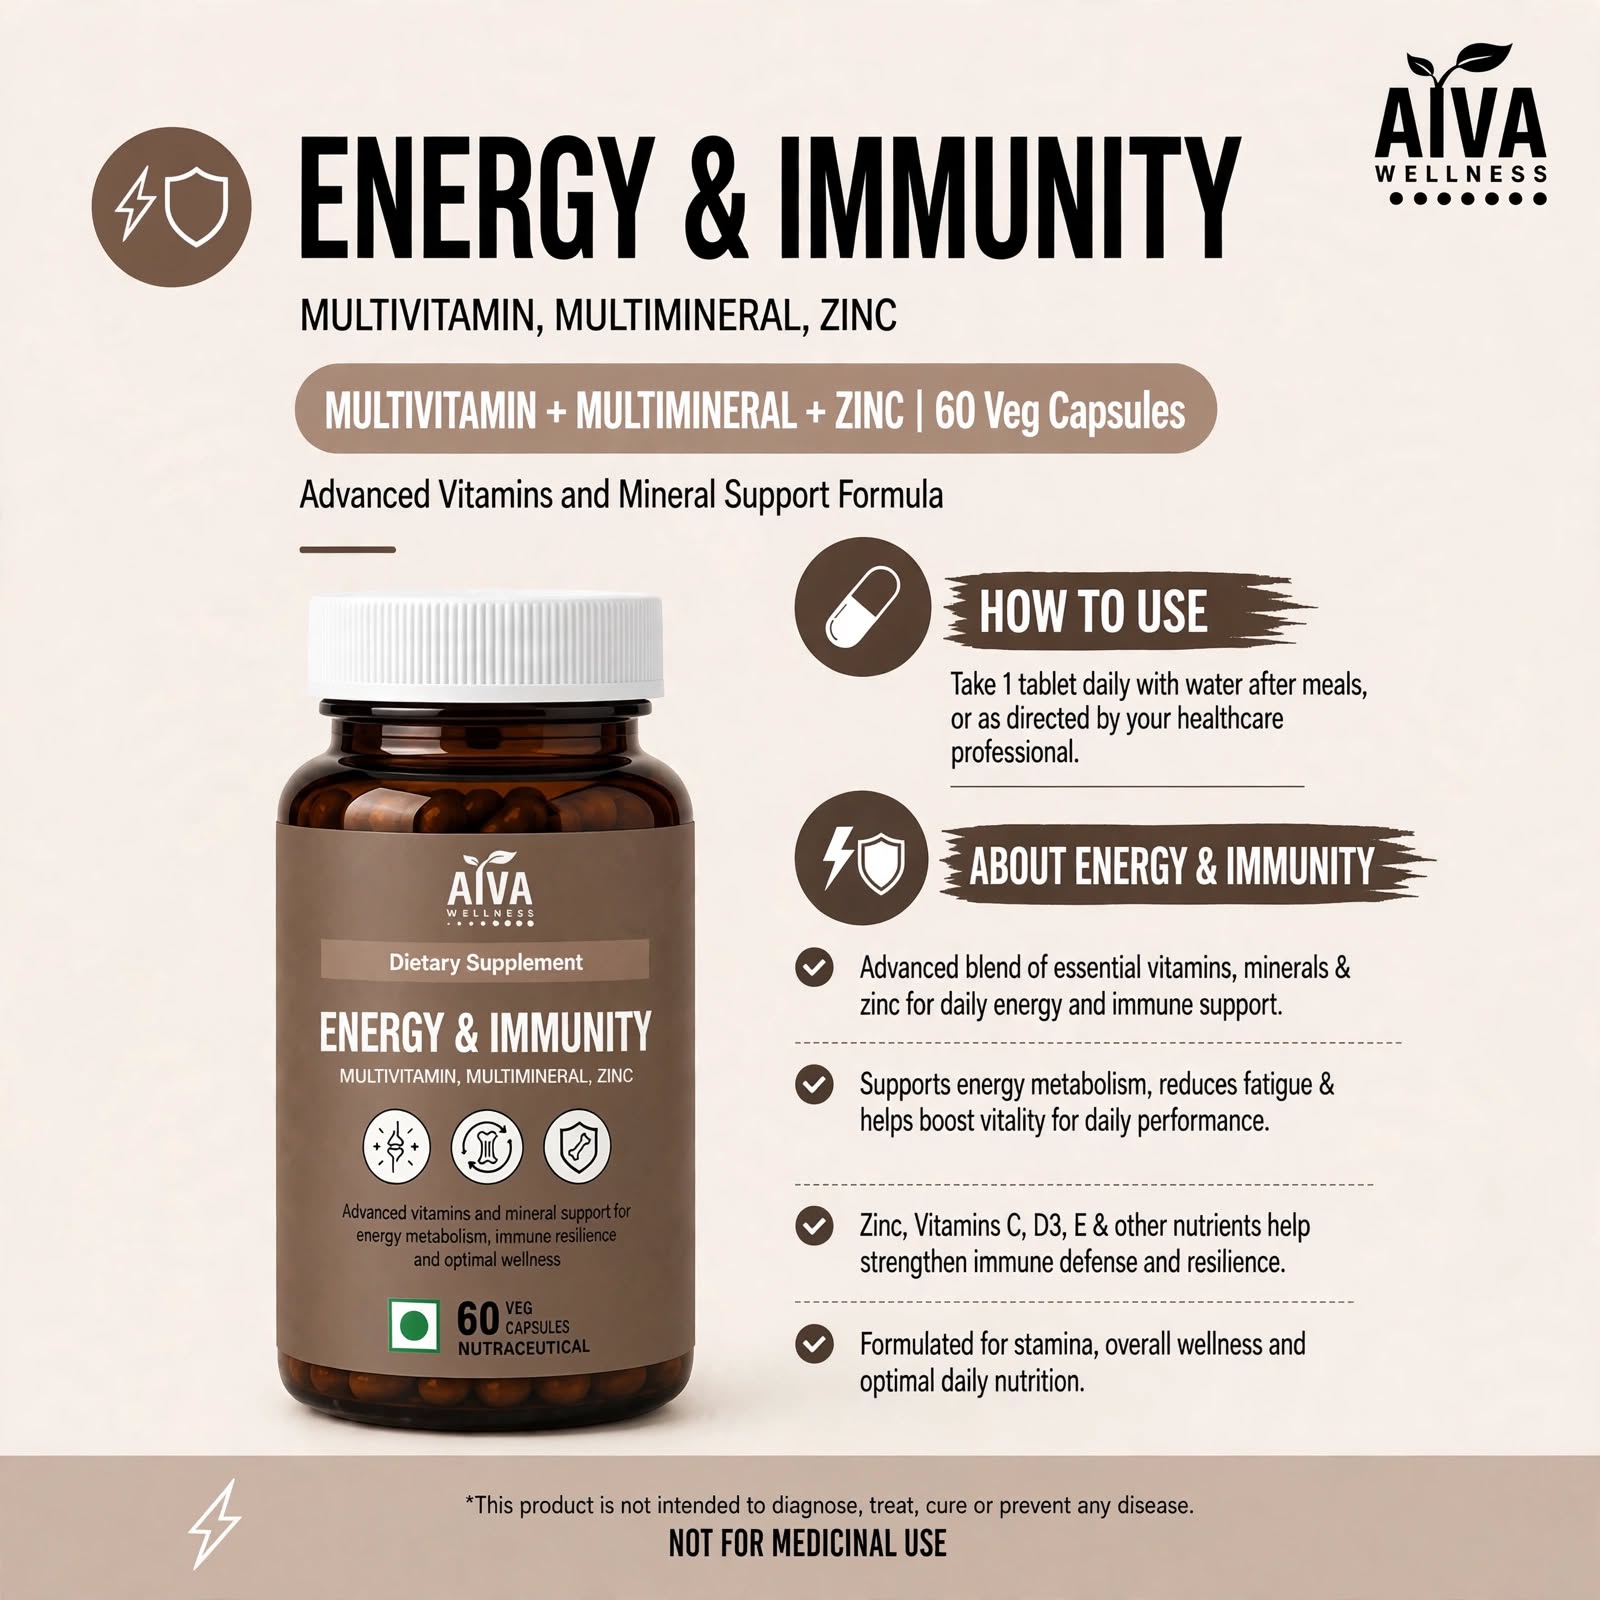 AIVA
WELLNESS
ENERGY & IMMUNITY
MULTIVITAMIN, MULTIMINERAL, ZINC
MULTIVITAMIN + MULTIMINERAL + ZINC | 60 Veg Capsules
Advanced Vitamins and Mineral Support Formula
HOW TO USE
Take 1 tablet daily with water after meals,
or as directed by your healthcare
professional.
ABOUT ENERGY & IMMUNITY
Advanced blend of essential vitamins, minerals &
zinc for daily energy and immune support.
Supports energy metabolism, reduces fatigue &
helps boost vitality for daily performance.
Zinc, Vitamins C, D3, E & other nutrients help
strengthen immune defense and resilience.
Formulated for stamina, overall wellness and
optimal daily nutrition.
AIVA
WELLNESS
Dietary Supplement
ENERGY & IMMUNITY
MULTIVITAMIN, MULTIMINERAL, ZINC
Advanced vitamins and mineral support for
energy metabolism, immune resilience
and optimal wellness
60 VEG
CAPSULES
NUTRACEUTICAL
*This product is not intended to diagnose, treat, cure or prevent any disease.
NOT FOR MEDICINAL USE